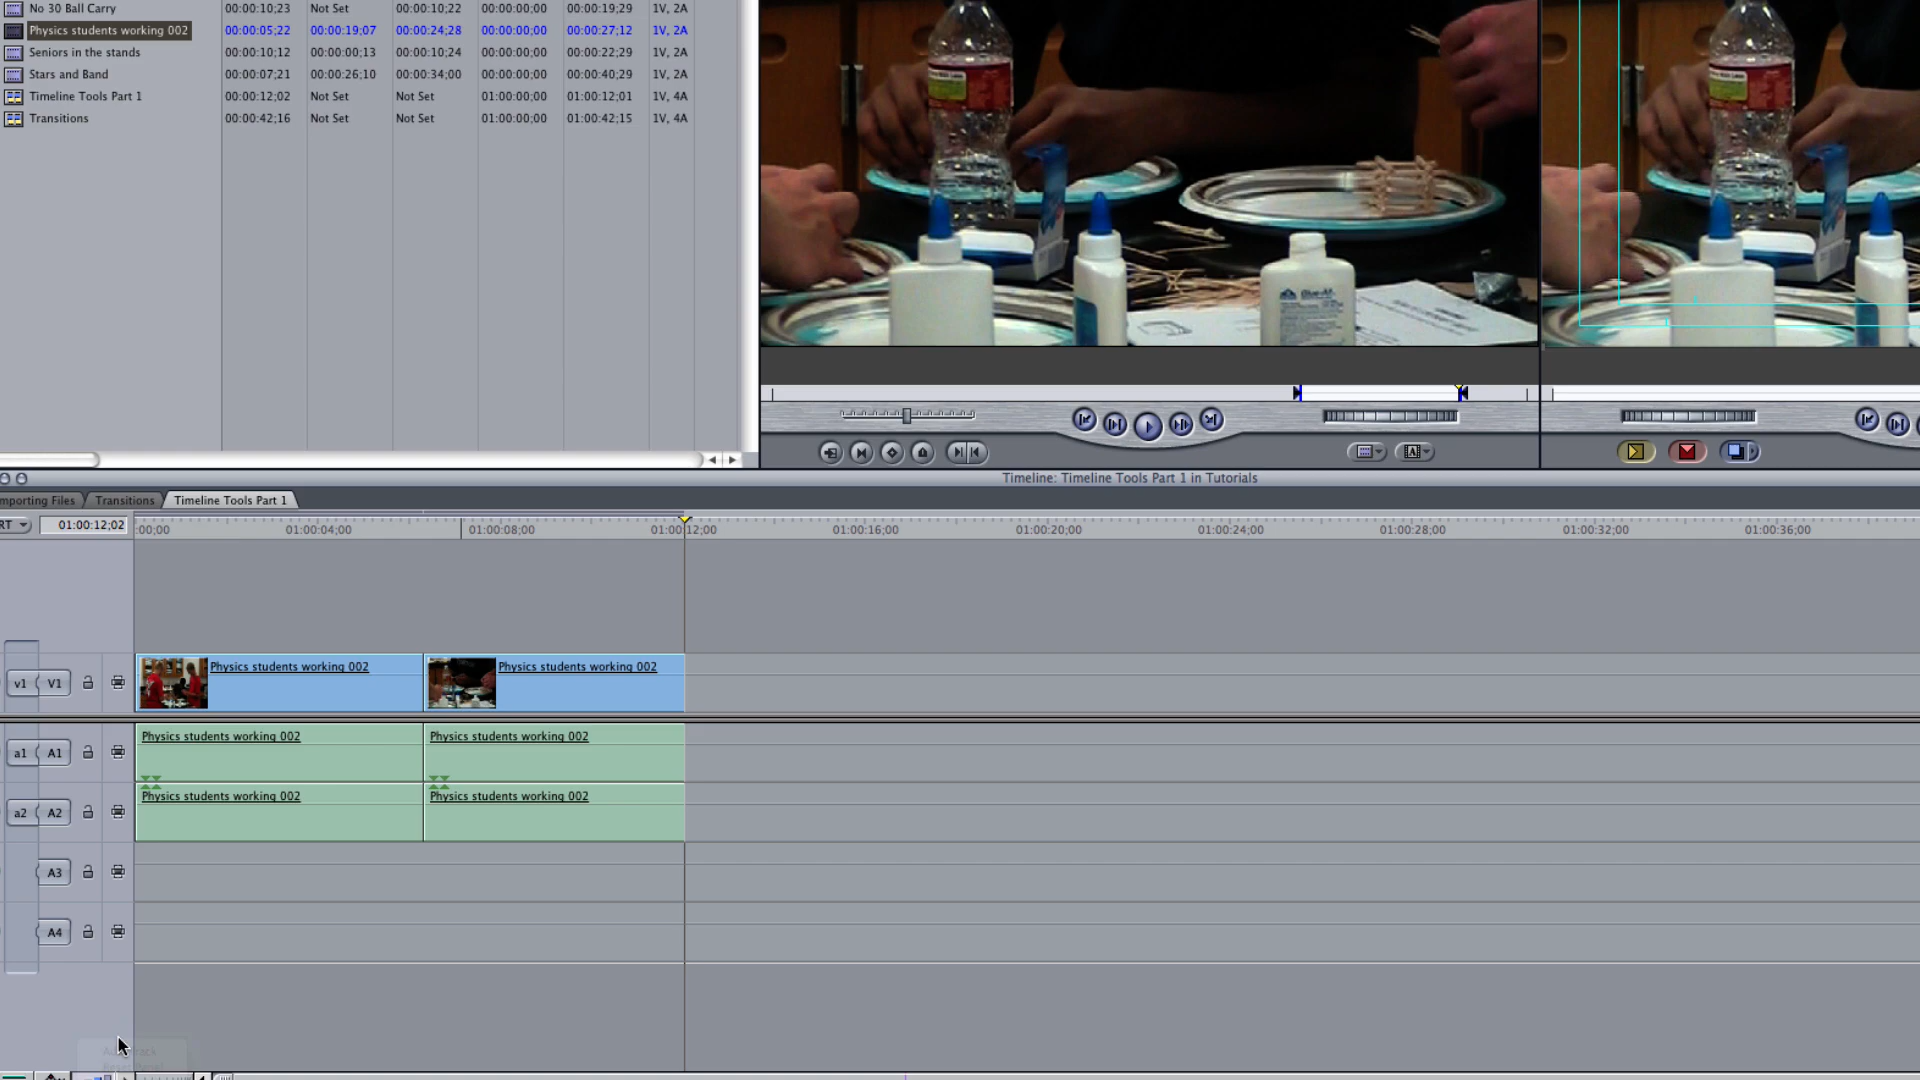 No 30 Ball Carry 00:00:10;23 Not Set 00:00:10;22 00:00:00;00 00:00:19;29 1V, 2A
Physics students working 002 00:00:05;22 00:00:19;07 00:00:24;28 00:00:00;00 00:00:27;12 1V, 2A
Seniors in the stands 00:00:10;12 00:00:00;13 00:00:10;24 00:00:00;00 00:00:22;29 1V, 2A
Stars and Band 00:00:07;21 00:00:26;10 00:00:34;00 00:00:00;00 00:00:40;29 1V, 2A
Timeline Tools Part 1 00:00:12;02 Not Set Not Set 01:00:00;00 01:00:12;01 1V, 4A
Transitions 00:00:42;16 Not Set Not Set 01:00:00;00 01:00:42;15 1V, 4A
Glue-All
Timeline: Timeline Tools Part 1 in Tutorials
mporting Files Transitions Timeline Tools Part 1
RT 01:00:12;02 :00;00 01:00:04;00 01:00:08;00 01:00:12;00 01:00:16;00 01:00:20;00 01:00:24;00 01:00:28;00 01:00:32;00 01:00:36;00
v1 V1 Physics students working 002 Physics students working 002
a1 A1 Physics students working 002 Physics students working 002
a2 A2 Physics students working 002 Physics students working 002
A3
A4